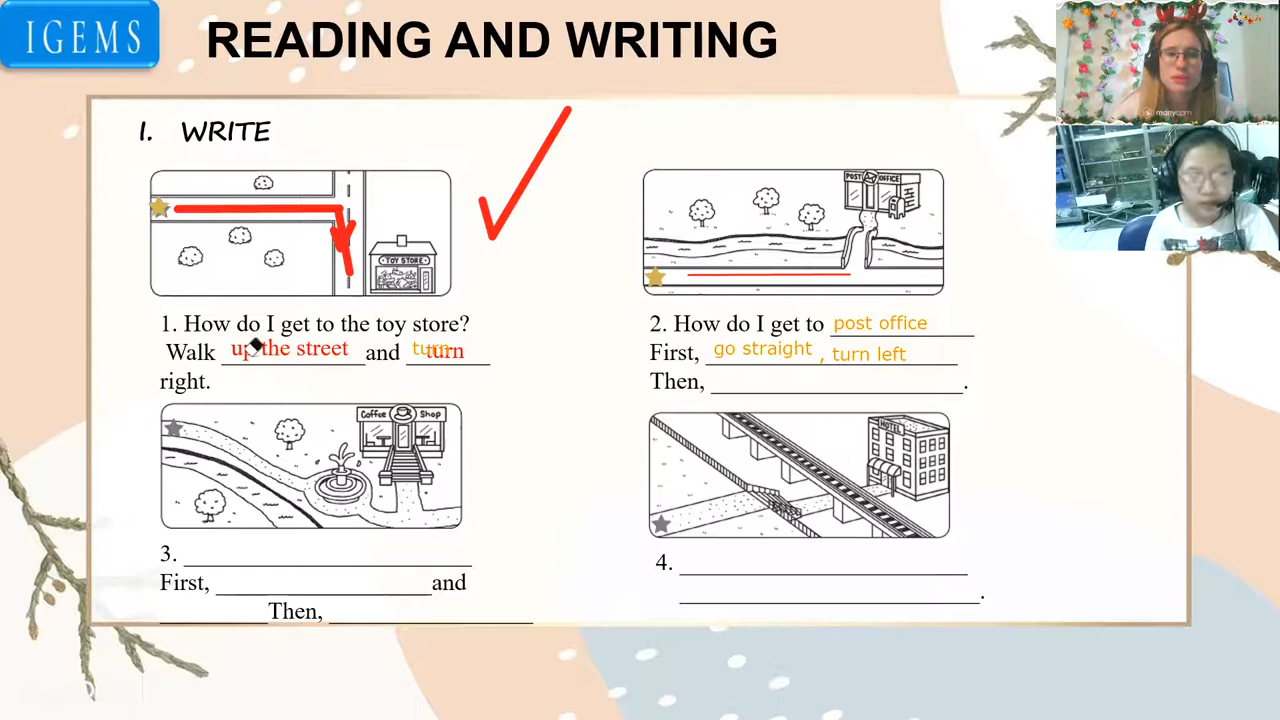 IGEMS
READING AND WRITING
I. WRITE
TOY STORE
1. How do I get to the toy store?
Walk up the street and turn turn
right.
POST OFFICE
2. How do I get to post office
First, go straight , turn left
Then, .
Coffee Shop
3.
First, and
Then,
HOTEL
4.
manycam